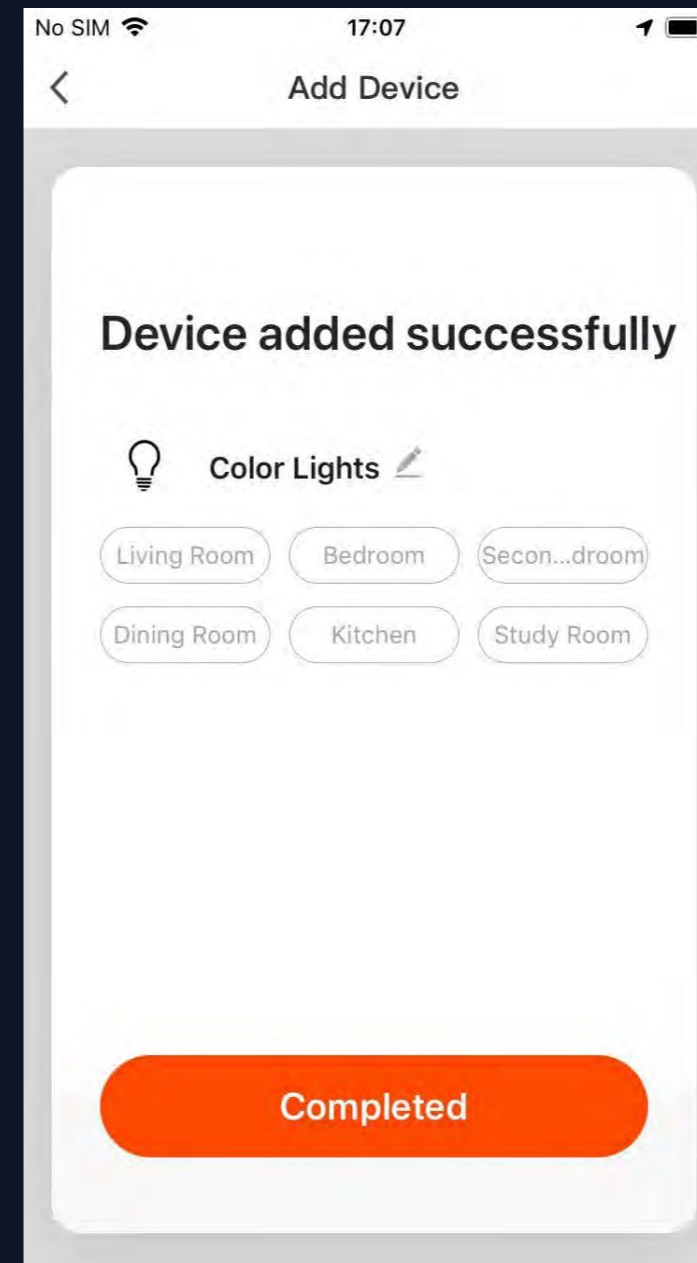 No SIM 17:07
Add Device
Device added successfully
Color Lights
Living Room Bedroom Secon...droom
Dining Room Kitchen Study Room
Completed